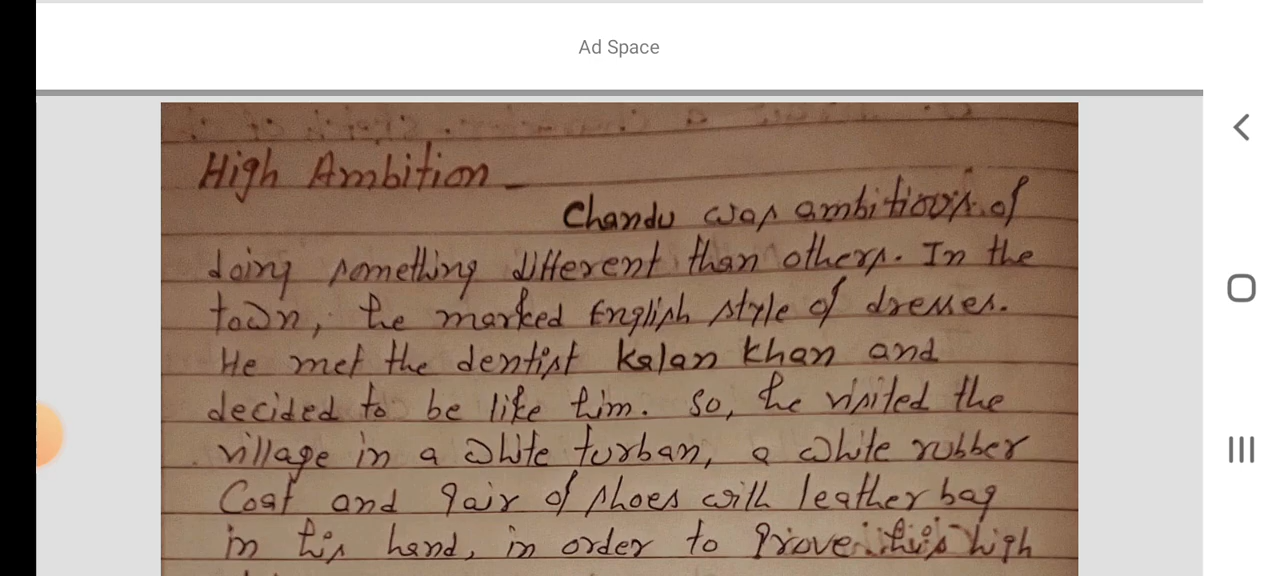 Ad Space
High Ambition -
Chandu was ambitious of
doing something different than others. In the
town, he marked English style of dresses.
He met the dentist Kalan Khan and
decided to be like him. So, he visited the
village in a white turban, a white rubber
Coat and Pair of shoes with leather bag
in his hand, in order to Prove his high